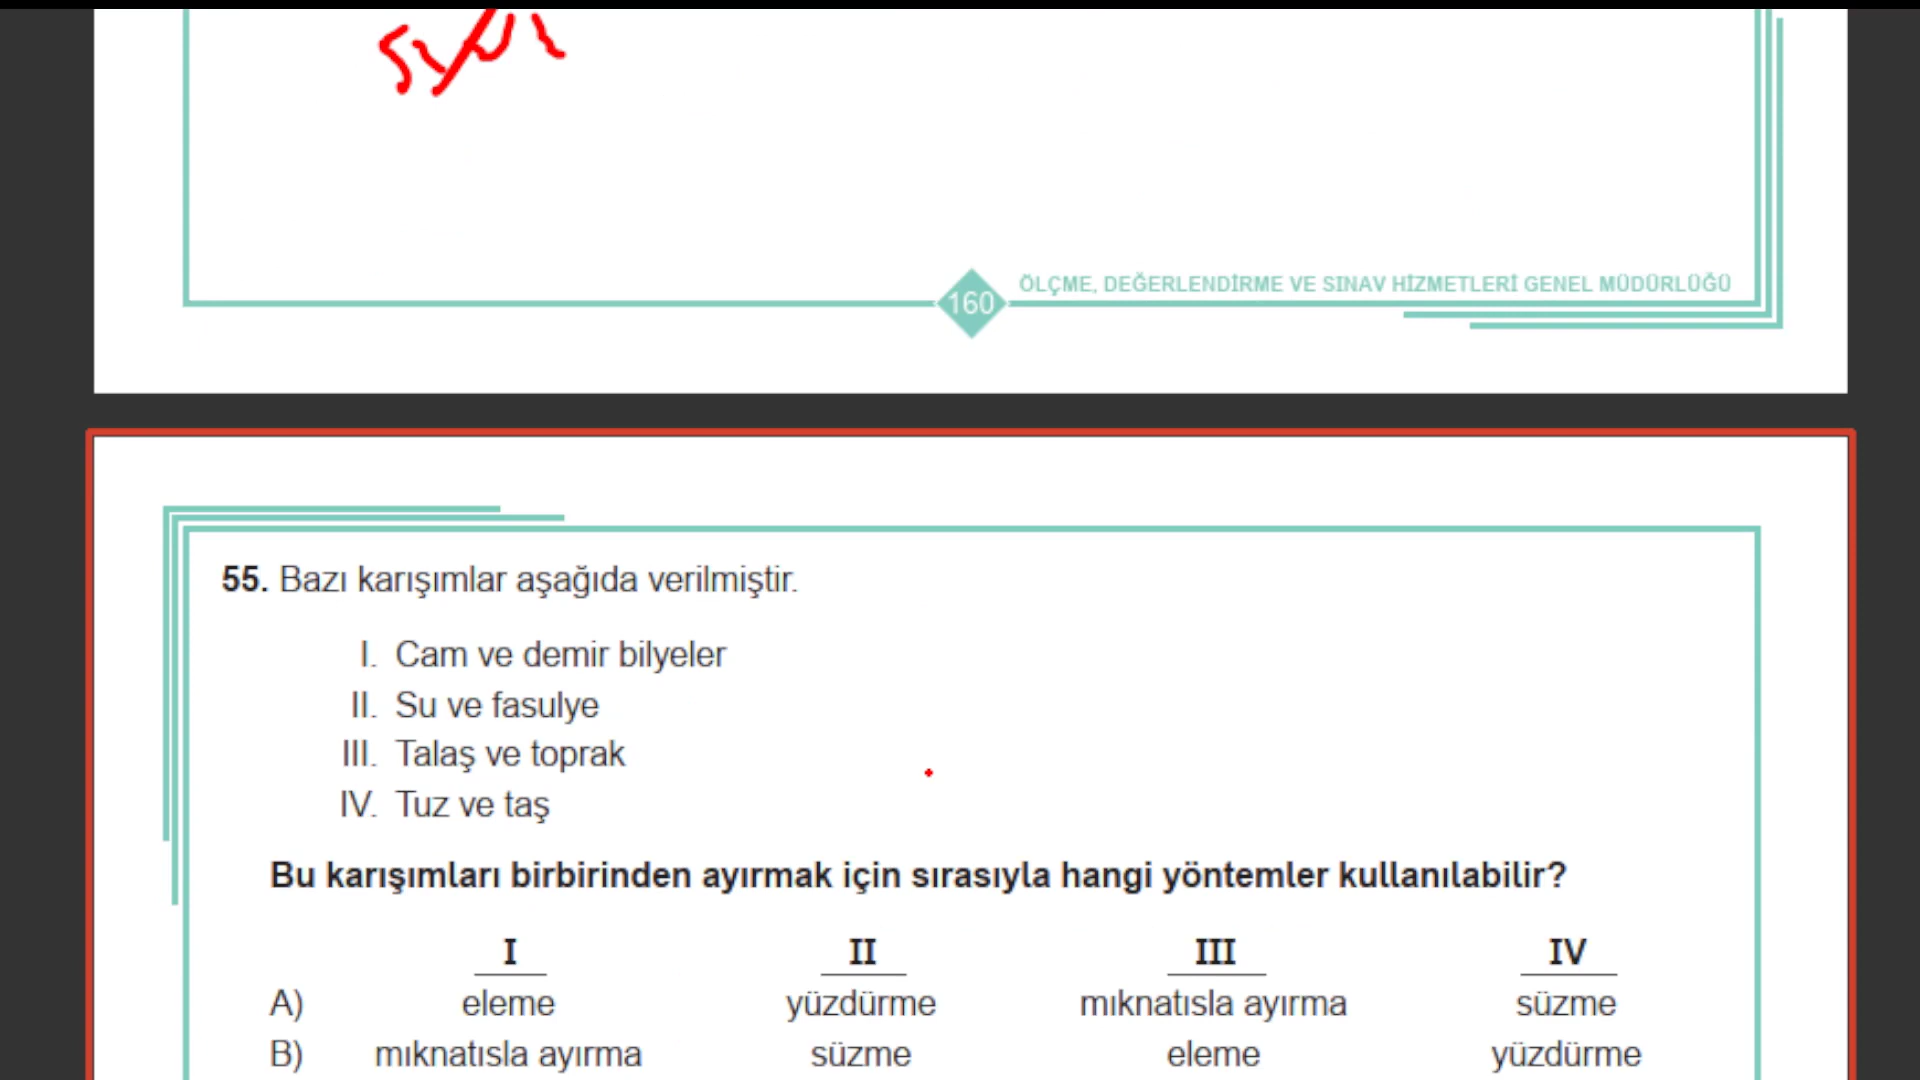 ÖLÇME, DEĞERLENDİRME VE SINAV HİZMETLERİ GENEL MÜDÜRLÜĞÜ
160
55. Bazı karışımlar aşağıda verilmiştir.
I. Cam ve demir bilyeler
II. Su ve fasulye
III. Talaş ve toprak
IV. Tuz ve taş
Bu karışımları birbirinden ayırmak için sırasıyla hangi yöntemler kullanılabilir?
I II III IV
A) eleme yüzdürme mıknatısla ayırma süzme
B) mıknatısla ayırma süzme eleme yüzdürme